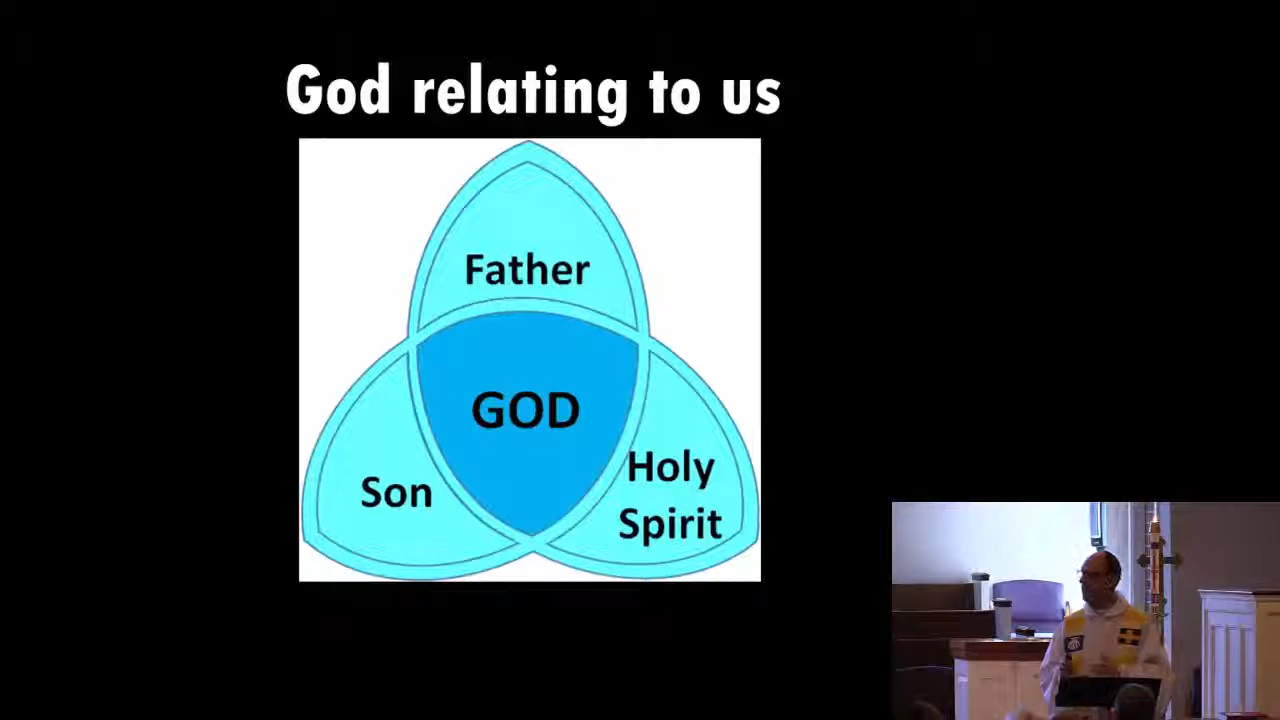 God relating to us
Father
GOD
Son
Holy
Spirit